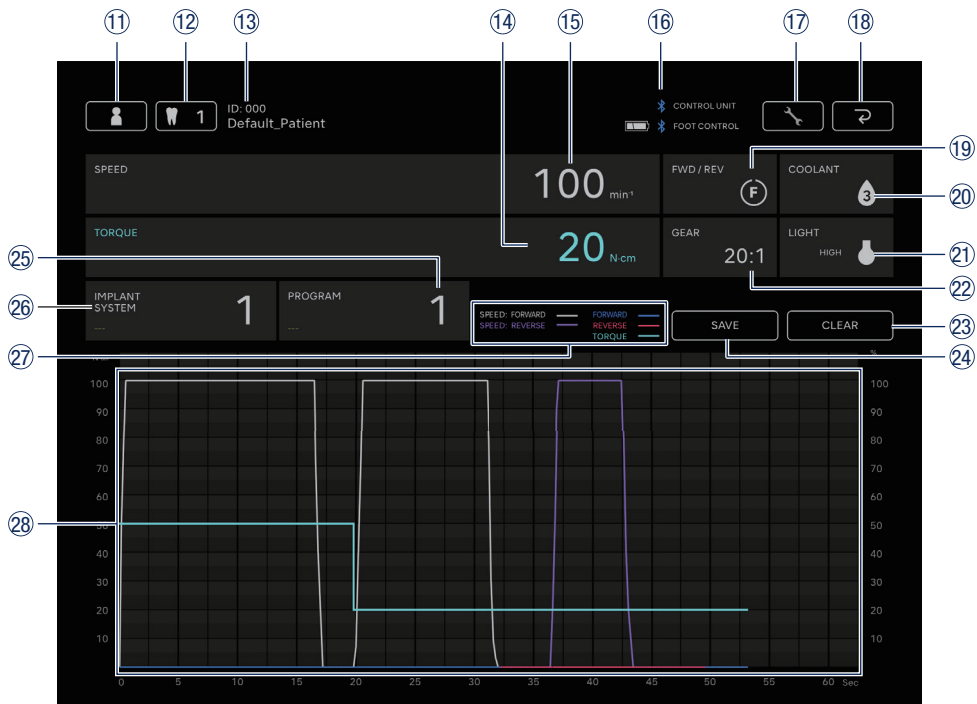 11 12 13 14 15 16 17 18
ID: 000
1 Default_Patient
CONTROL UNIT
FOOT CONTROL
SPEED 100 min⁻¹
FWD / REV F
COOLANT 3
19
20
TORQUE 20 N·cm
GEAR 20:1
LIGHT HIGH
21
22
25
26
IMPLANT SYSTEM 1
---
PROGRAM 1
---
SPEED: FORWARD FORWARD
SPEED: REVERSE REVERSE
TORQUE
SAVE
CLEAR
23
24
27
%
100 100
90 90
80 80
70 70
60 60
28 50 50
40 40
30 30
20 20
10 10
0 5 10 15 20 25 30 35 40 45 50 55 60 Sec